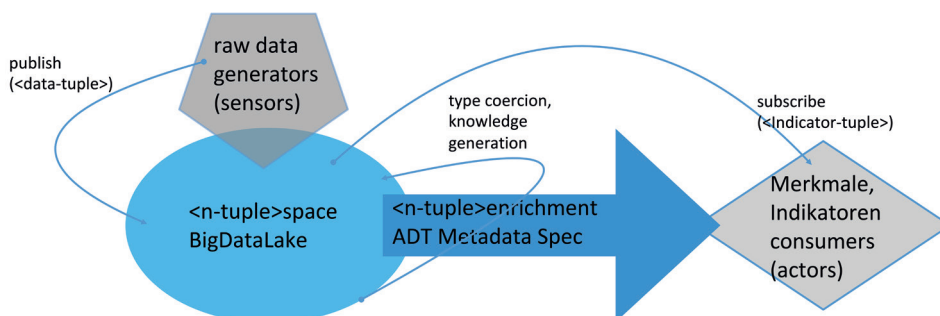 raw data
generators
(sensors)
publish
(<data-tuple>)
type coercion,
knowledge
generation
subscribe
(<Indicator-tuple>)
<n-tuple>space
BigDataLake
<n-tuple>enrichment
ADT Metadata Spec
Merkmale,
Indikatoren
consumers
(actors)